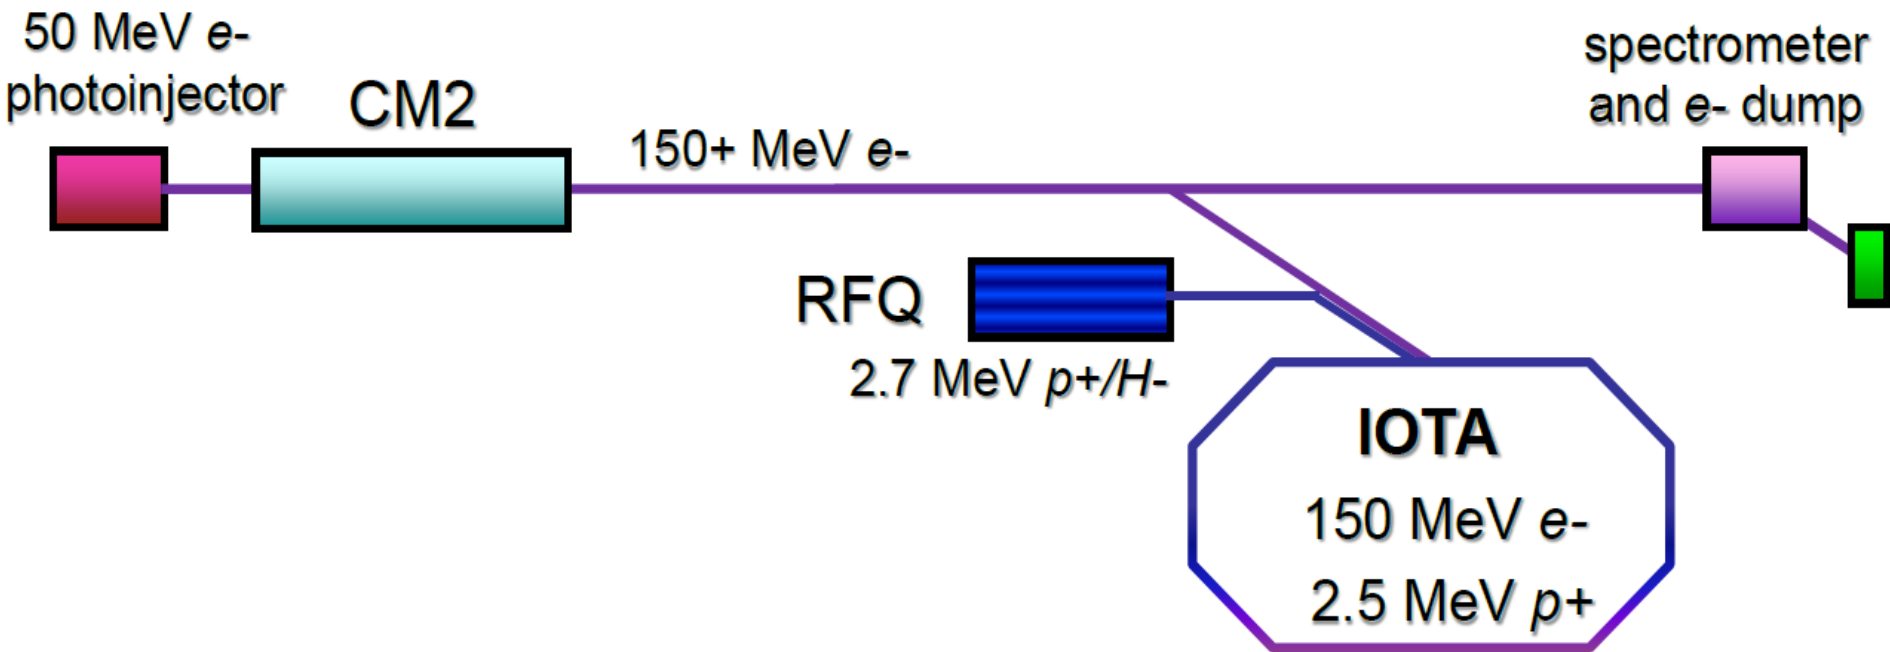 50 MeV e-
photoinjector
CM2
150+ MeV e-
spectrometer
and e- dump
RFQ
2.7 MeV p+/H-
IOTA
150 MeV e-
2.5 MeV p+